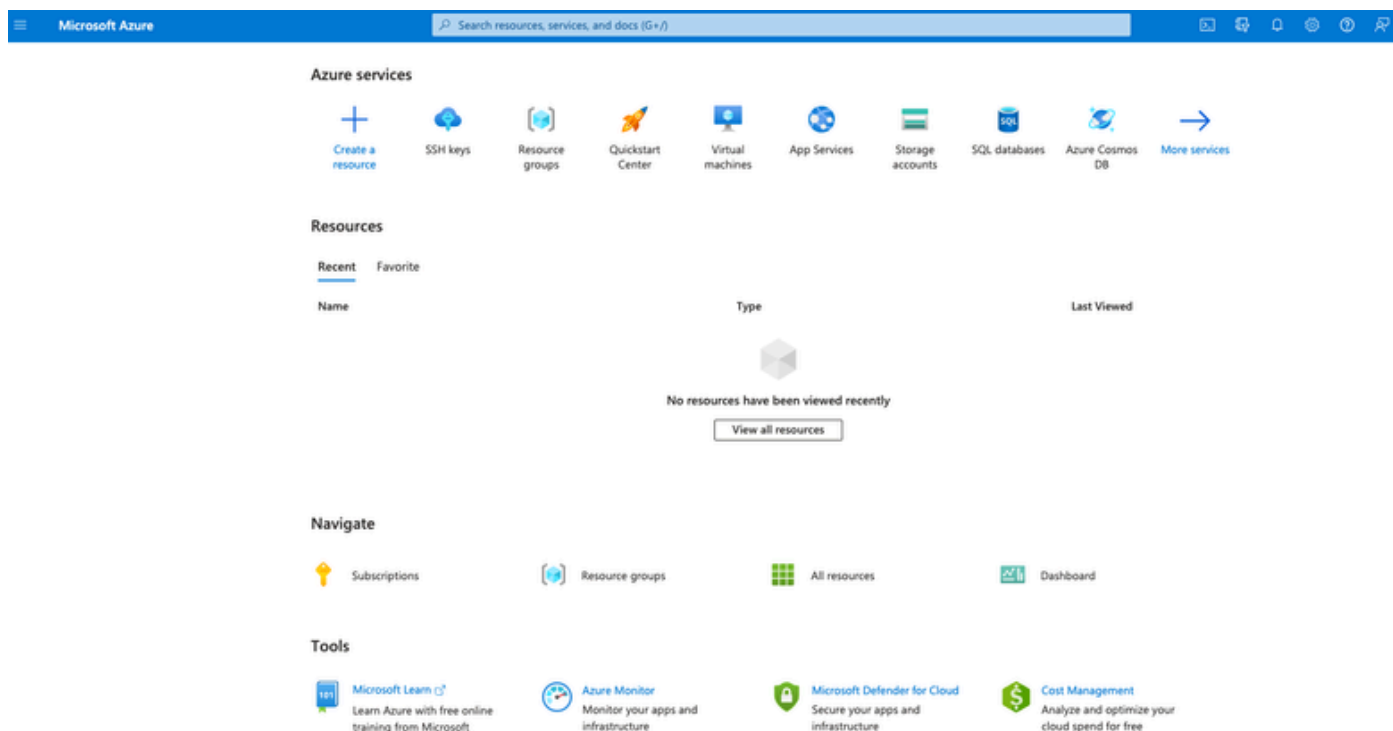 Microsoft Azure
Search resources, services, and docs (G+/)
Azure services
Create a resource
SSH keys
Resource groups
Quickstart Center
Virtual machines
App Services
Storage accounts
SQL
SQL databases
Azure Cosmos DB
More services
Resources
Recent Favorite
Name Type Last Viewed
No resources have been viewed recently
View all resources
Navigate
Subscriptions Resource groups All resources Dashboard
Tools
101
Microsoft Learn
Learn Azure with free online
training from Microsoft
Azure Monitor
Monitor your apps and
infrastructure
Microsoft Defender for Cloud
Secure your apps and
infrastructure
$
Cost Management
Analyze and optimize your
cloud spend for free